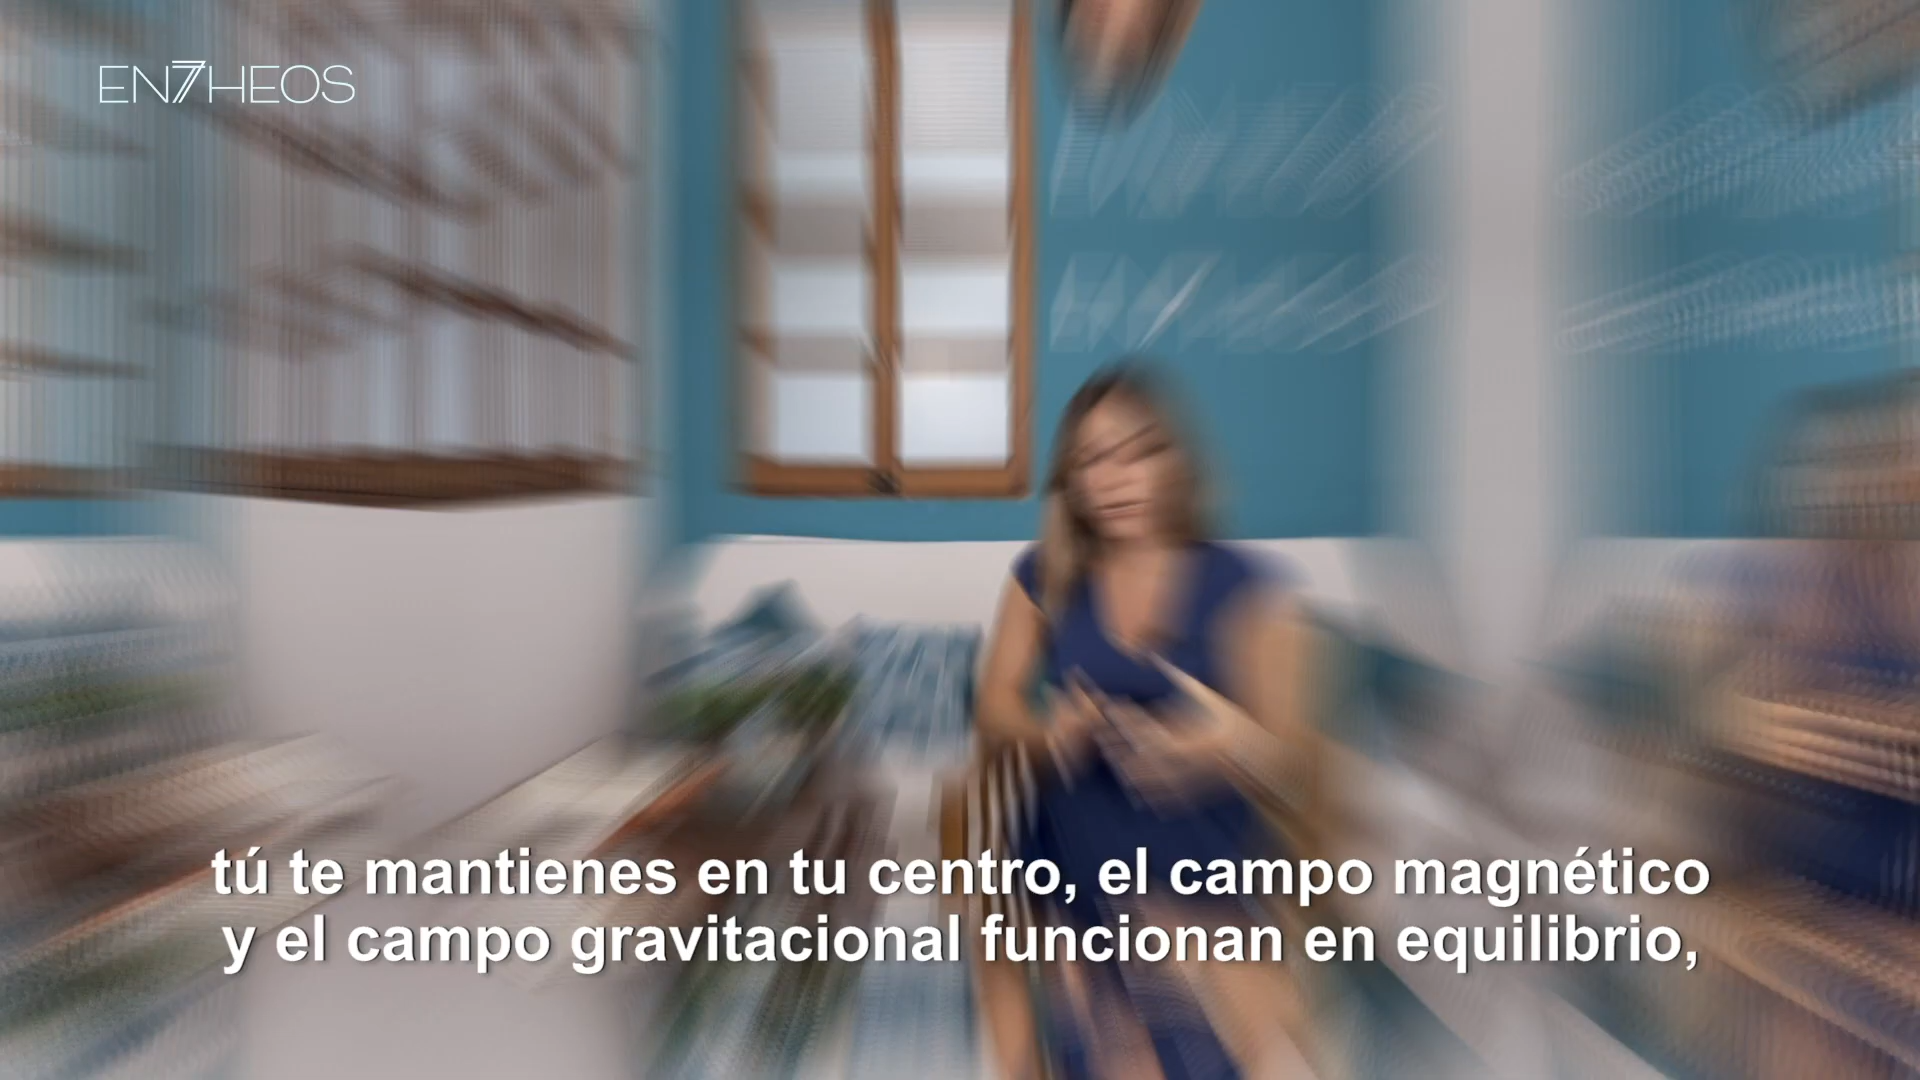 EN7HEOS
tú te mantienes en tu centro, el campo magnético
y el campo gravitacional funcionan en equilibrio,